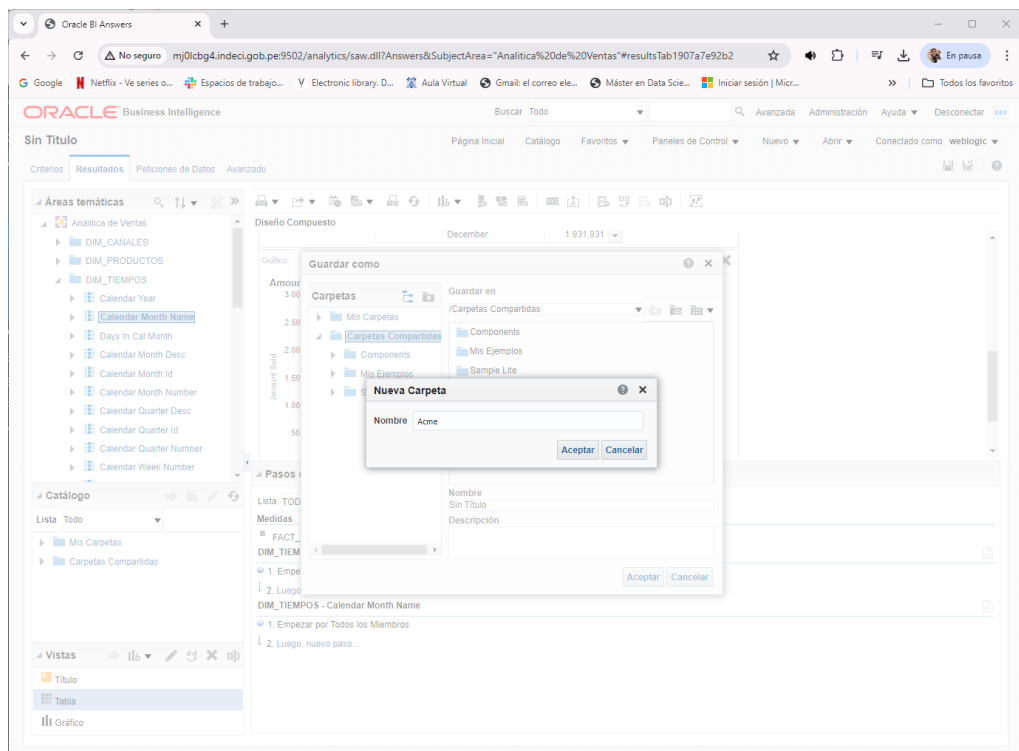 Oracle BI Answers
No seguro mj0lcbg4.indeci.gob.pe:9502/analytics/saw.dll?Answers&SubjectArea="Analitica%20de%20Ventas"#resultsTab1907a7e92b2 En pausa
Google Netflix - Ve series o... Espacios de trabajo... Electronic library. D... Aula Virtual Gmail: el correo ele... Máster en Data Scie... Iniciar sesión | Micr... Todos los favoritos
ORACLE Business Intelligence Buscar Todo Avanzada Administración Ayuda Desconectar
Sin Título Página Inicial Catálogo Favoritos Paneles de Control Nuevo Abrir Conectado como weblogic
Criterios Resultados Peticiones de Datos Avanzado
Áreas temáticas
Analitica de Ventas
DIM_CANALES
DIM_PRODUCTOS
DIM_TIEMPOS
Calendar Year
Calendar Month Name
Days In Cal Month
Calendar Month Desc
Calendar Month Id
Calendar Month Number
Calendar Quarter Desc
Calendar Quarter Id
Calendar Quarter Number
Calendar Week Number
Catálogo
Lista Todo
Mis Carpetas
Carpetas Compartidas
Vistas
Título
Tabla
Gráfico
Diseño Compuesto
December 1.931.931
Gráfico
Amour
3.00
2.50
2.00
1.50
1.00
50
Amount Sold
Guardar como
Carpetas
Mis Carpetas
Carpetas Compartidas
Components
Mis Ejemplos
S
Guardar en
/Carpetas Compartidas
Components
Mis Ejemplos
Sample Lite
Nueva Carpeta
Nombre Acme
Aceptar Cancelar
Nombre
Sin Título
Descripción
Aceptar Cancelar
Pasos
Lista: TOD
Medidas
FACT_
DIM_TIEM
1. Empe
2. Luego
DIM_TIEMPOS - Calendar Month Name
1. Empezar por Todos los Miembros
2. Luego, nuevo paso...